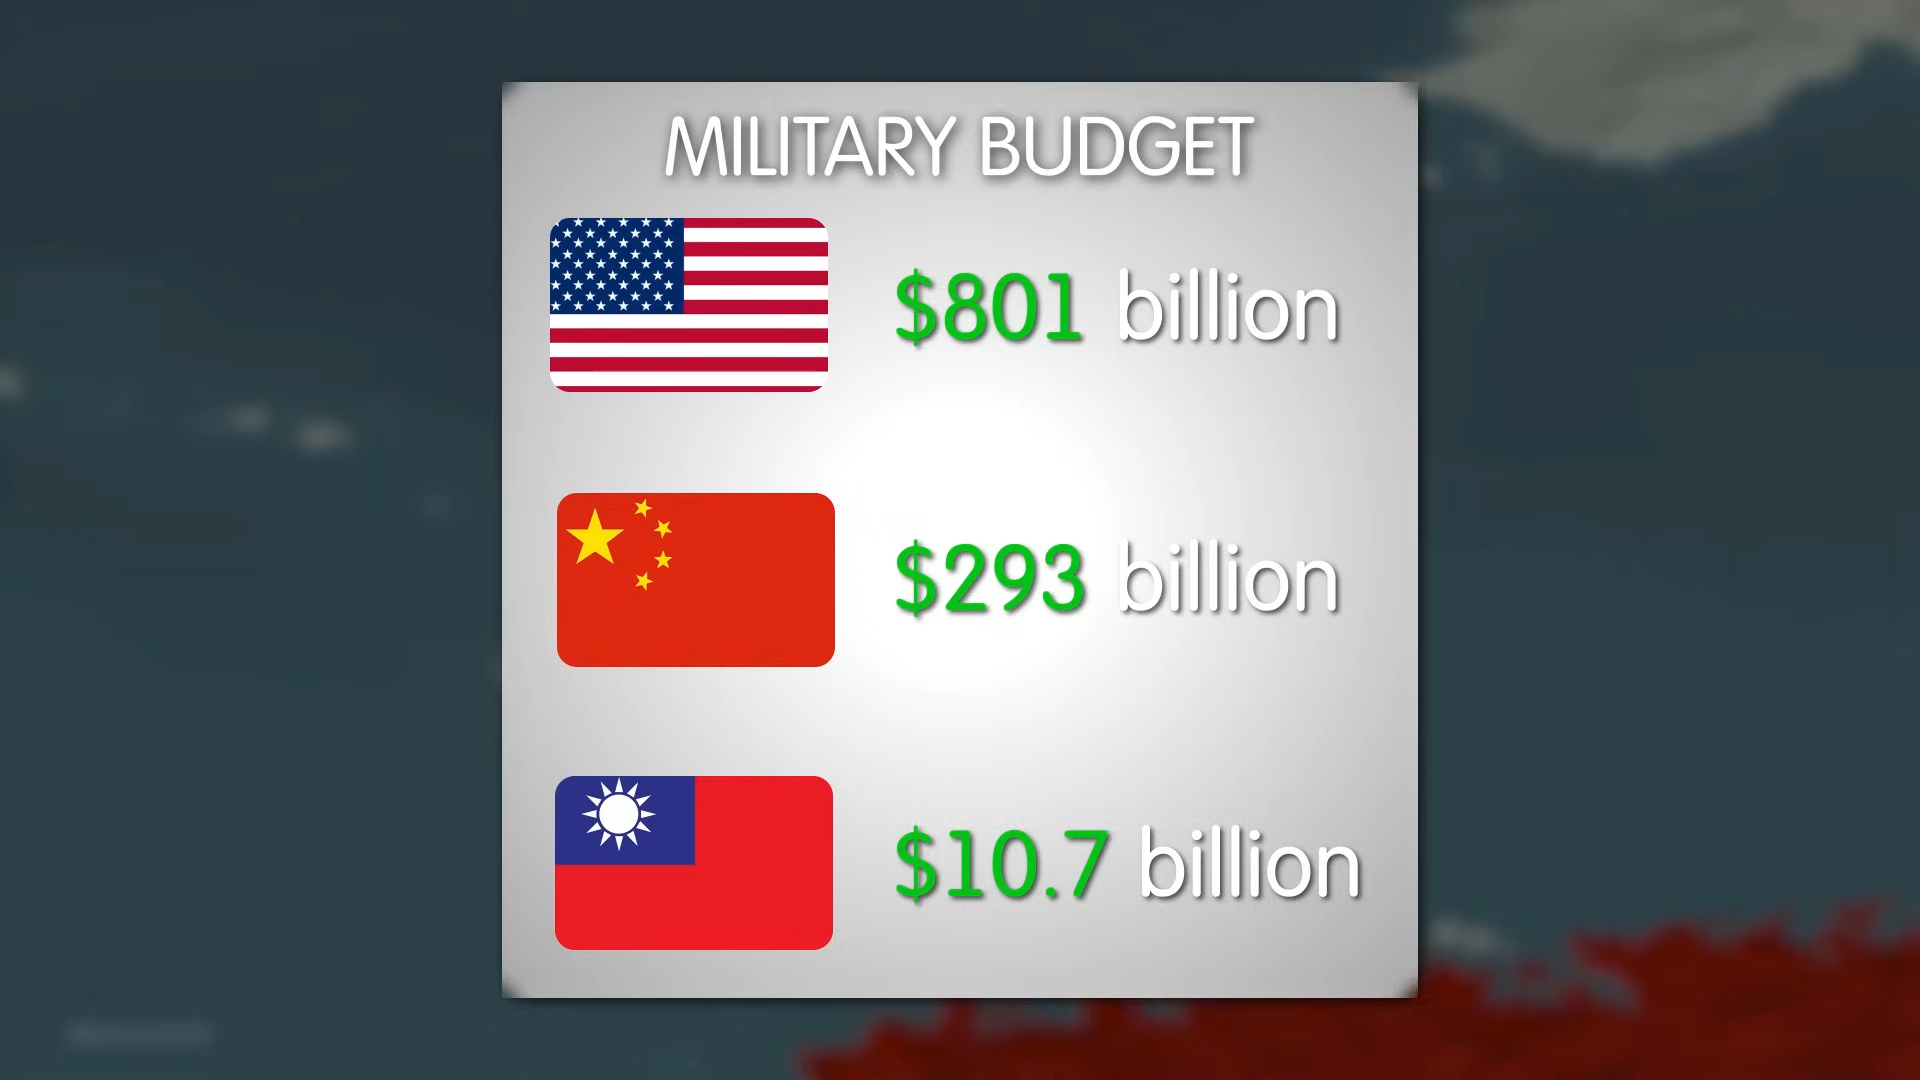 MILITARY BUDGET
$801 billion
$293 billion
$10.7 billion